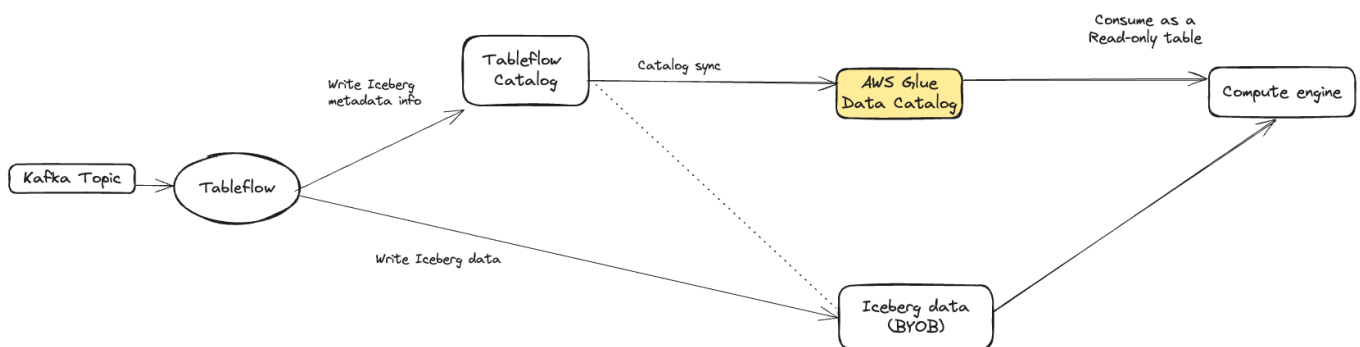 Consume as a
Read-only table
Tableflow
Catalog
Catalog sync
Write Iceberg
metadata info
AWS Glue
Data Catalog
Compute engine
Kafka Topic
Tableflow
Write Iceberg data
Iceberg data
(BYOB)